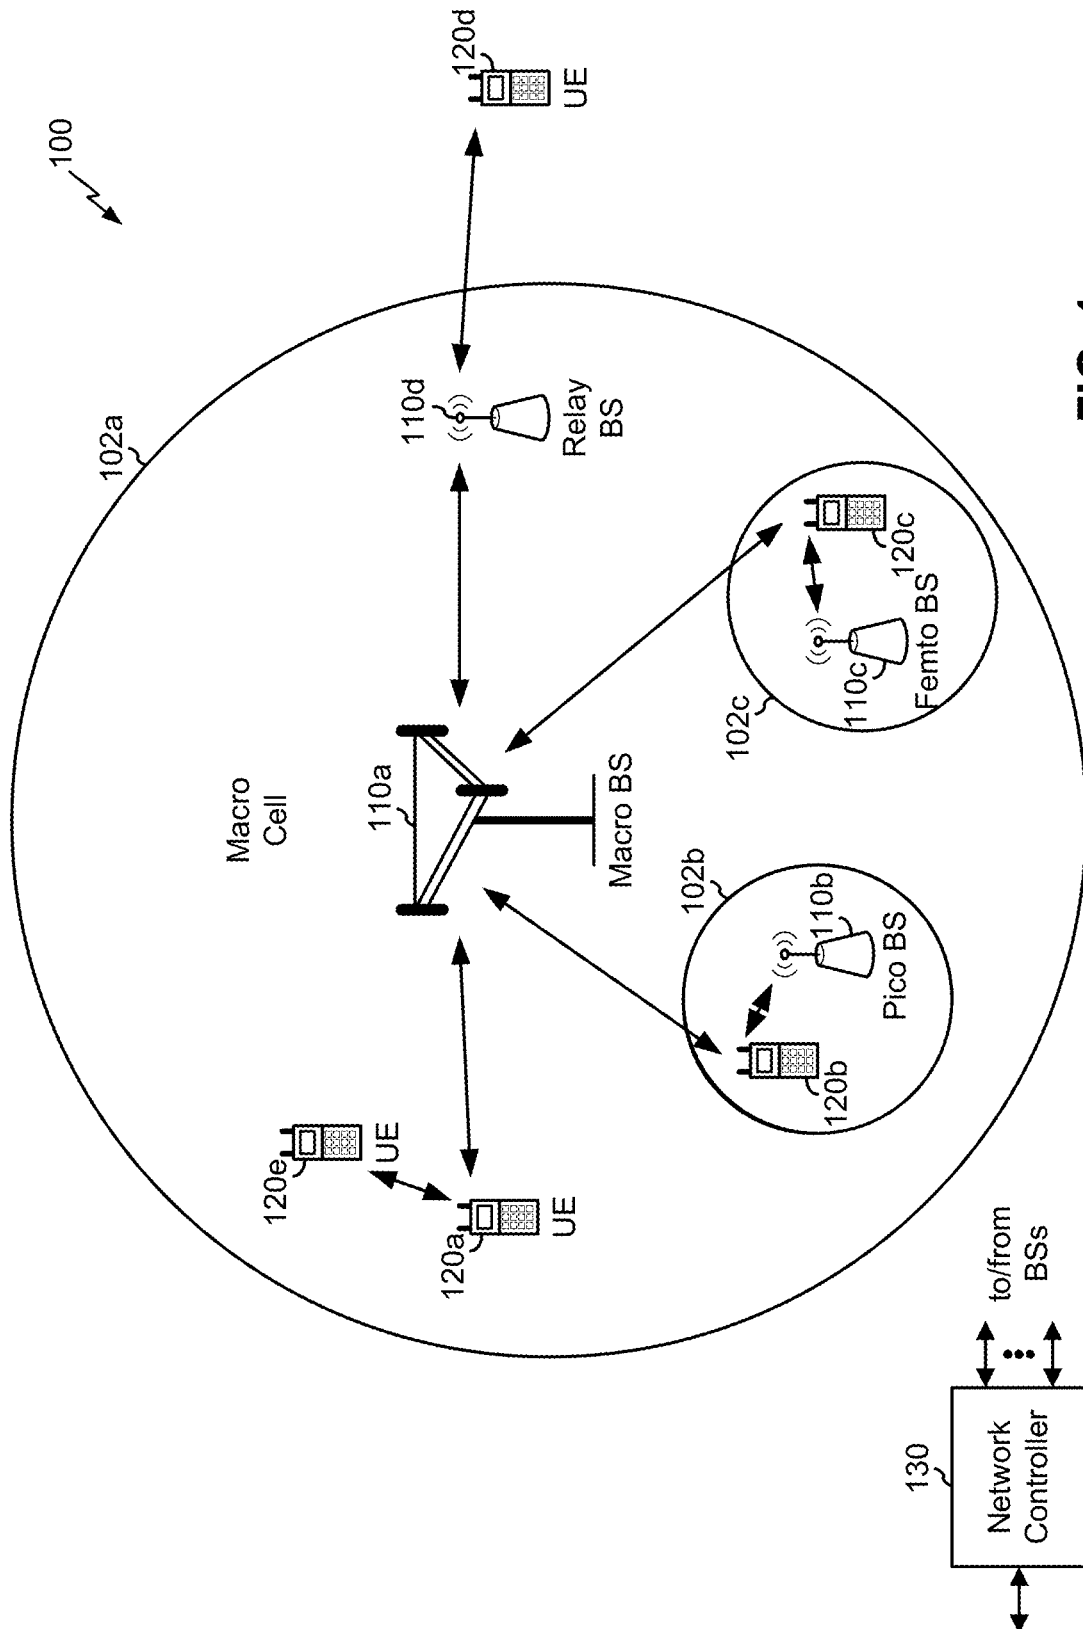 100
102a
Macro
Cell
120e
UE
110a
110d
120d
120a
UE
UE
Relay
BS
Macro BS
102b
102c
110b
120b
Pico BS
110c
120c
Femto BS
130
to/from
BSs
Network
Controller